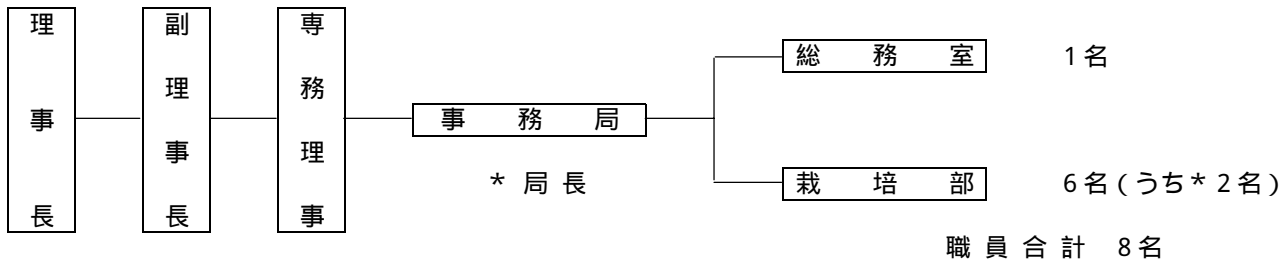 理事長
副理事長
専務理事
事務局
*局長
総務室 1名
栽培部 6名(うち*2名)
職員合計 8名